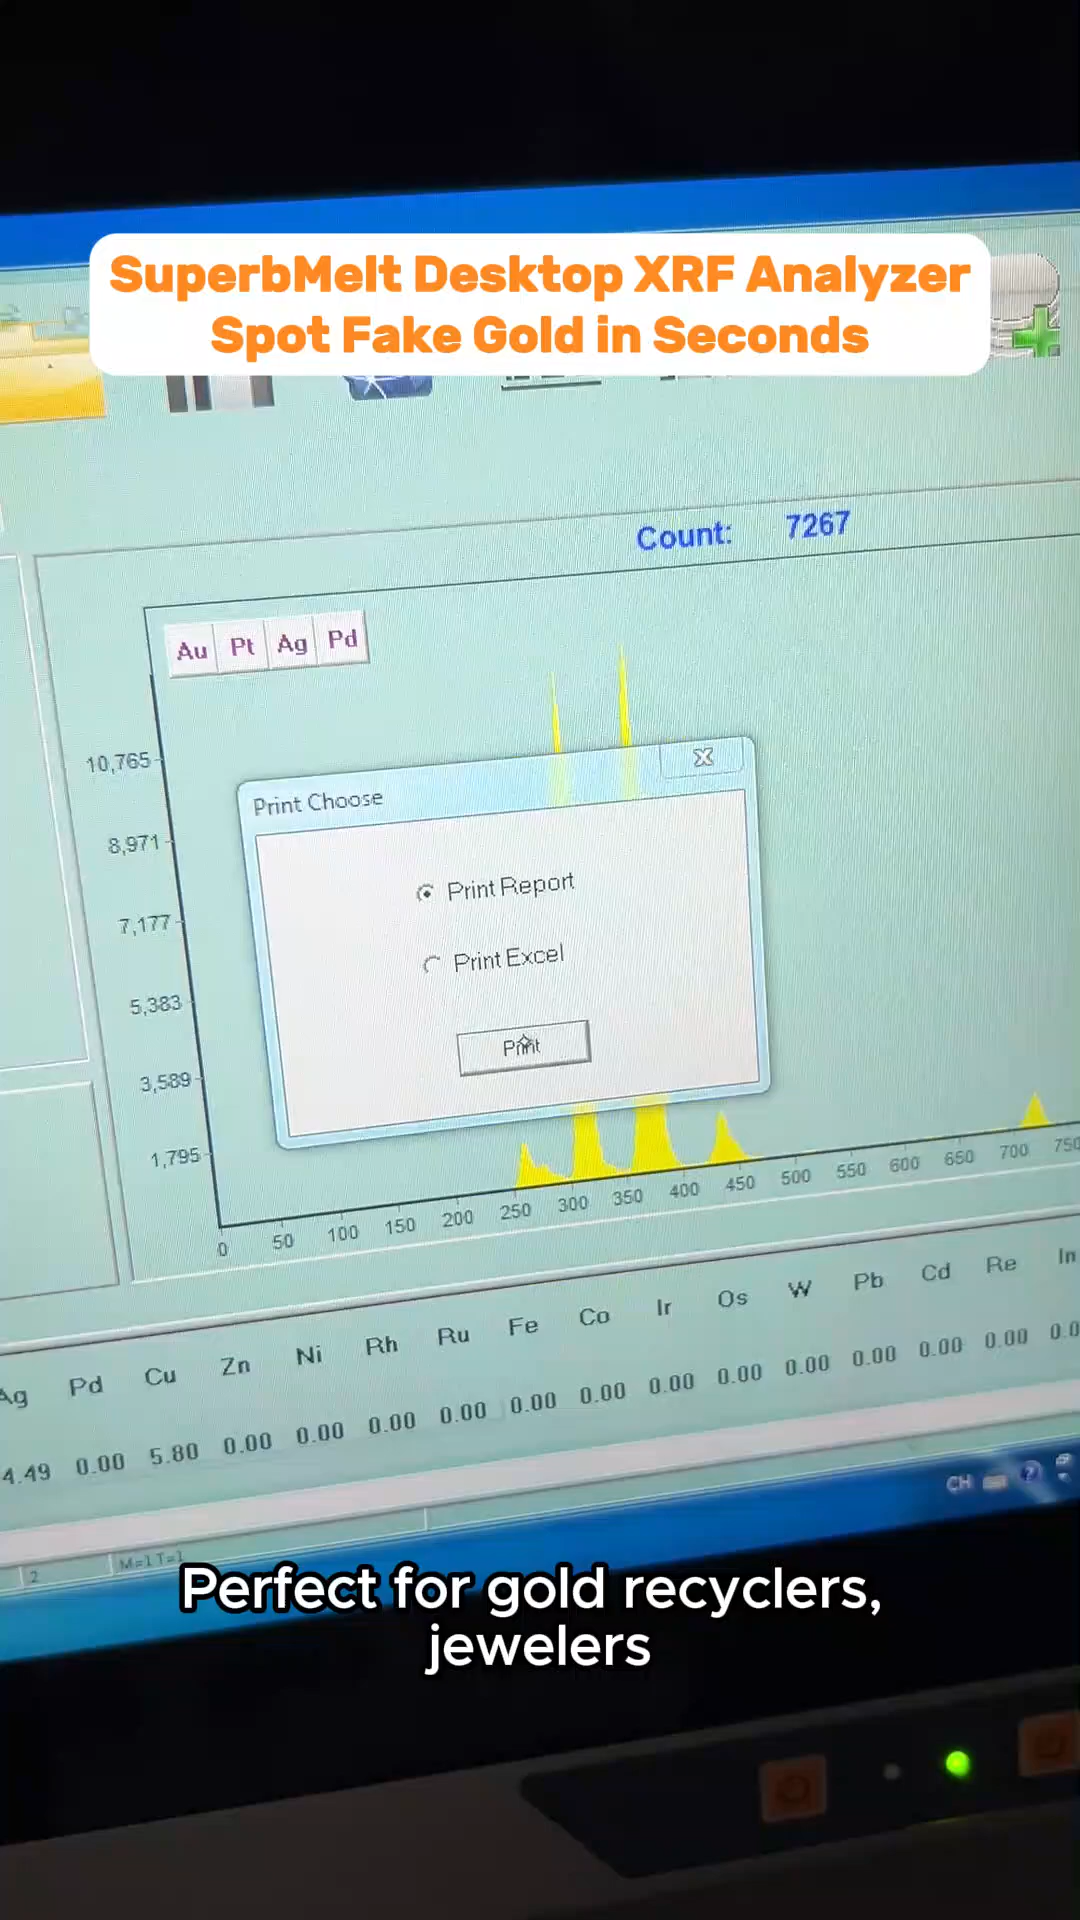 SuperbMelt Desktop XRF Analyzer
Spot Fake Gold in Seconds
Count: 7267
Au Pt Ag Pd
10,765
8,971
7,177
5,383
3,589
1,795
Print Choose
Print Report
Print Excel
Print
0 50 100 150 200 250 300 350 400 450 500 550 600 650 700 750
Ag Pd Cu Zn Ni Rh Ru Fe Co Ir Os W Pb Cd Re In
4.49 0.00 5.80 0.00 0.00 0.00 0.00 0.00 0.00 0.00 0.00 0.00 0.00 0.00 0.00 0.0
CH
2 M=1 T=1
Perfect for gold recyclers,
jewelers